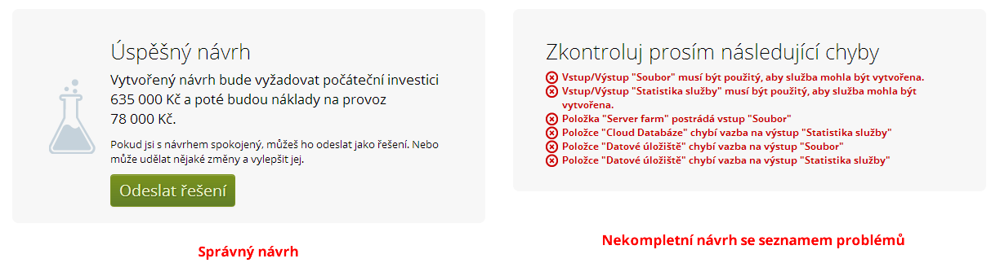 Úspěšný návrh
Vytvořený návrh bude vyžadovat počáteční investici
635 000 Kč a poté budou náklady na provoz
78 000 Kč.
Pokud jsi s návrhem spokojený, můžeš ho odeslat jako řešení. Nebo
může udělat nějaké změny a vylepšit jej.
Odeslat řešení
Správný návrh
Zkontroluj prosím následující chyby
Vstup/Výstup "Soubor" musí být použitý, aby služba mohla být vytvořena.
Vstup/Výstup "Statistika služby" musí být použitý, aby služba mohla být
vytvořena.
Položka "Server farm" postrádá vstup "Soubor"
Položce "Cloud Databáze" chybí vazba na výstup "Statistika služby"
Položce "Datové úložiště" chybí vazba na výstup "Soubor"
Položce "Datové úložiště" chybí vazba na výstup "Statistika služby"
Nekompletní návrh se seznamem problémů